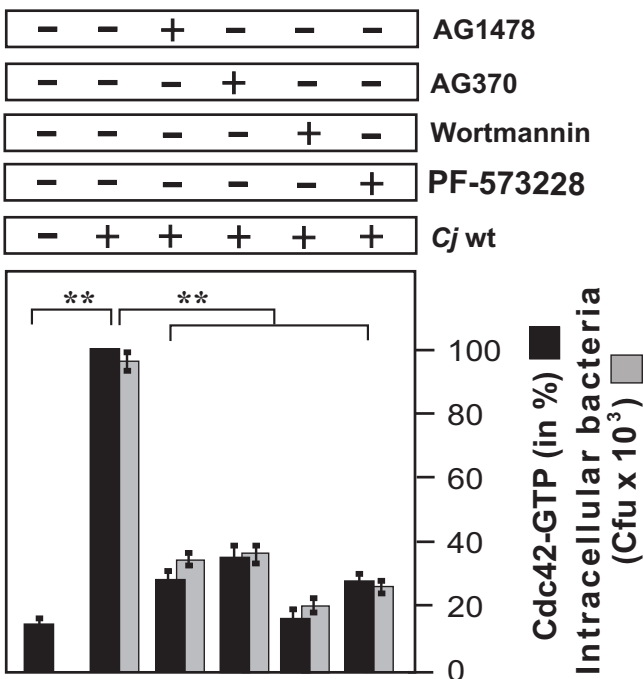 − − + − − − AG1478
− − − + − − AG370
− − − − + − Wortmannin
− − − − − + PF-573228
− + + + + + Cj wt
** **
100
80
60
40
20
0
Cdc42-GTP (in %)
Intracellular bacteria
(Cfu x 10³)